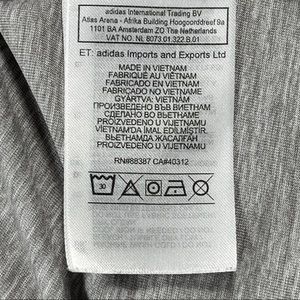 adidas International Trading BV
Atlas Arena - Afrika Building Hoogoorddreef 9a
1101 BA Amsterdam ZO The Netherlands
VAT NO. NL 8073.01.322.B.01
ET: adidas Imports and Exports Ltd
MADE IN VIETNAM
FABRIQUÉ AU VIÊTNAM
FABRICADO EN VIETNAM
FABRICADO NO VIETNAME
GYÁRTVA: VIETNAM
ПРОИЗВЕДЕНО ВЪВ ВИЕТНАМ
СДЕЛАНО ВО ВЬЕТНАМЕ
PROIZVEDENO U VIJETNAMU
VİETNAM'DA İMAL EDİLMİŞTİR.
ВЬЕТНАМДА ЖАСАЛҒАН
PROIZVEDENO U VIJETNAMU
RN#88387 CA#40312
30